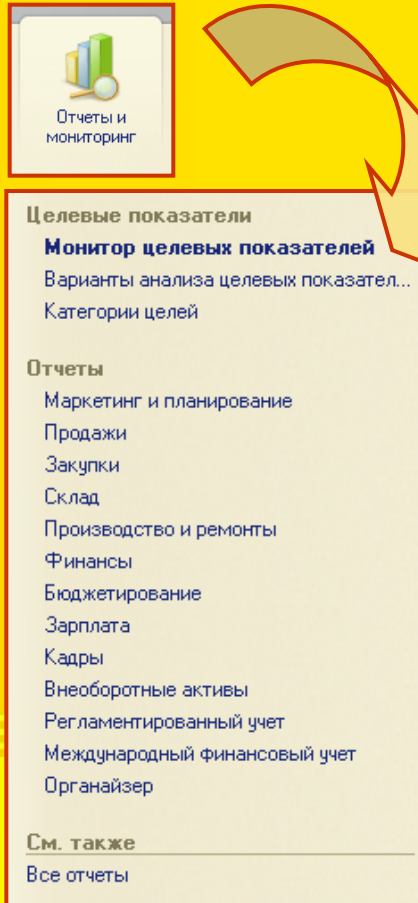 Отчеты и
мониторинг
Целевые показатели
Монитор целевых показателей
Варианты анализа целевых показател...
Категории целей
Отчеты
Маркетинг и планирование
Продажи
Закупки
Склад
Производство и ремонты
Финансы
Бюджетирование
Зарплата
Кадры
Внеоборотные активы
Регламентированный учет
Международный финансовый учет
Органайзер
См. также
Все отчеты